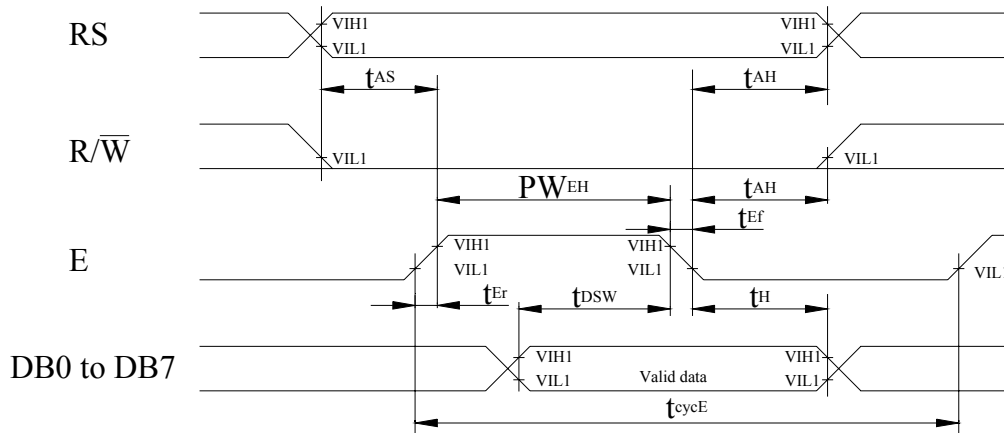 RS
VIH1
VIL1
VIH1
VIL1
tAS
tAH
R/W̅
VIL1
VIL1
PWEH
tAH
tEf
E
VIH1
VIL1
VIH1
VIL1
VIL1
tEr
tDSW
tH
DB0 to DB7
VIH1
VIL1
Valid data
VIH1
VIL1
tcycE